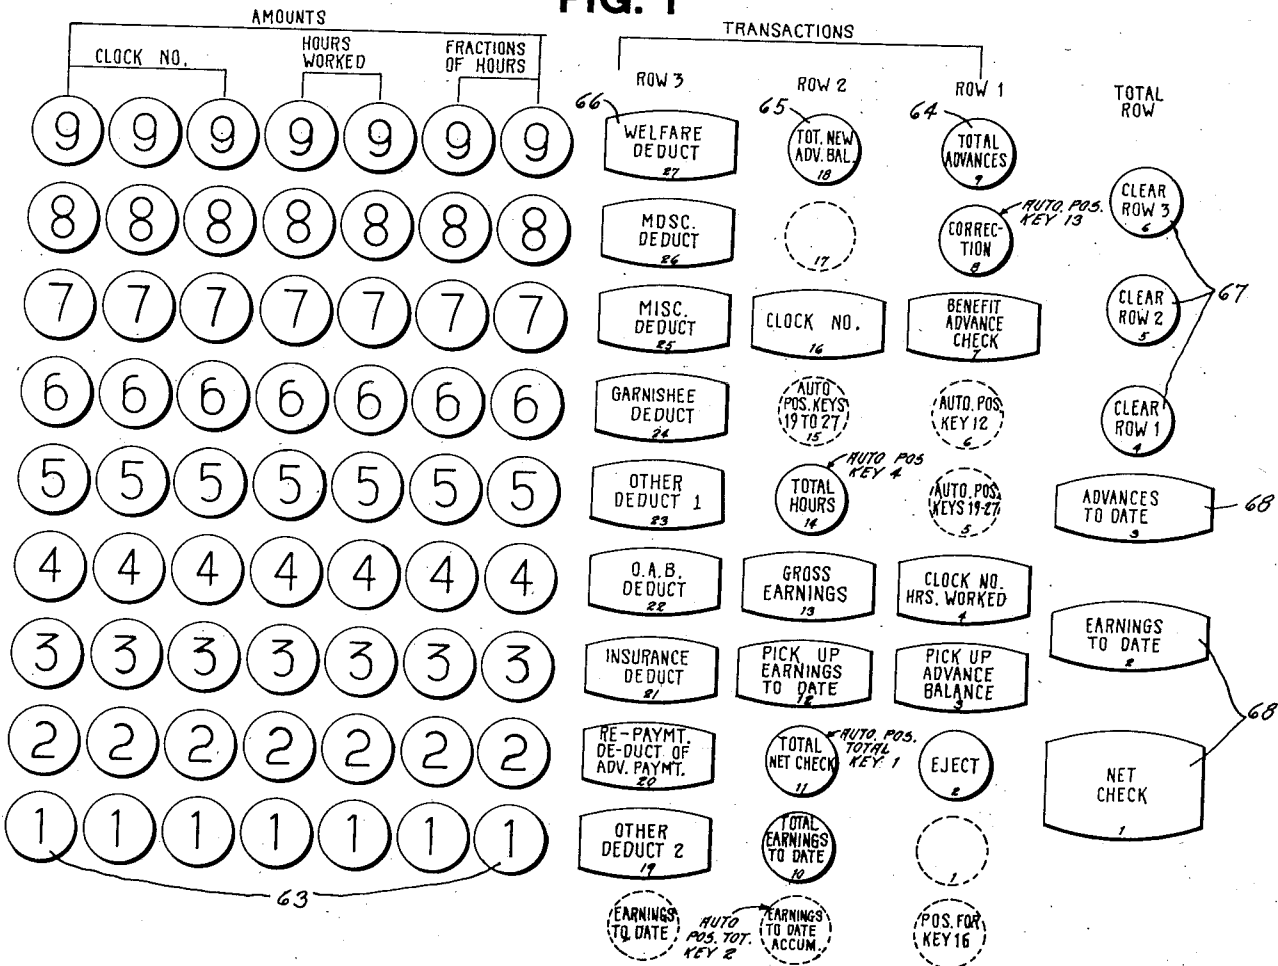 FIG. 1
AMOUNTS
TRANSACTIONS
CLOCK NO.
HOURS
WORKED
FRACTIONS
OF HOURS
ROW 3
ROW 2
ROW 1
TOTAL
ROW
9 9 9 9 9 9 9
66
WELFARE
DEDUCT
27
65
TOT. NEW
ADV. BAL.
18
64
TOTAL
ADVANCES
9
CLEAR
ROW 3
6
8 8 8 8 8 8 8
MDSC.
DEDUCT
26
17
CORREC-
TION
8
AUTO. POS.
KEY 13
67
7 7 7 7 7 7 7
MISC.
DEDUCT
25
CLOCK NO.
16
BENEFIT
ADVANCE
CHECK
7
CLEAR
ROW 2
5
6 6 6 6 6 6 6
GARNISHEE
DEDUCT
24
AUTO
POS. KEYS
19 TO 27
15
AUTO. POS
KEY 12
6
CLEAR
ROW 1
4
5 5 5 5 5 5 5
OTHER
DEDUCT 1
23
TOTAL
HOURS
14
AUTO POS
KEY 4
AUTO. POS.
KEYS 19-27
5
ADVANCES
TO DATE
3
68
4 4 4 4 4 4 4
O.A.B.
DEDUCT
22
GROSS
EARNINGS
13
CLOCK NO.
HRS. WORKED
4
EARNINGS
TO DATE
2
3 3 3 3 3 3 3
INSURANCE
DEDUCT
21
PICK UP
EARNINGS
TO DATE
12
PICK UP
ADVANCE
BALANCE
3
68
2 2 2 2 2 2 2
RE-PAYMT.
DE-DUCT OF
ADV. PAYMT.
20
TOTAL
NET CHECK
11
AUTO. POS.
TOTAL
KEY. 1
EJECT
2
NET
CHECK
1
1 1 1 1 1 1 1
OTHER
DEDUCT 2
19
TOTAL
EARNINGS
TO DATE
10
1
63
EARNINGS
TO DATE
AUTO
POS. TOT.
KEY 2
EARNINGS
TO DATE
ACCUM.
POS. FOR
KEY 16